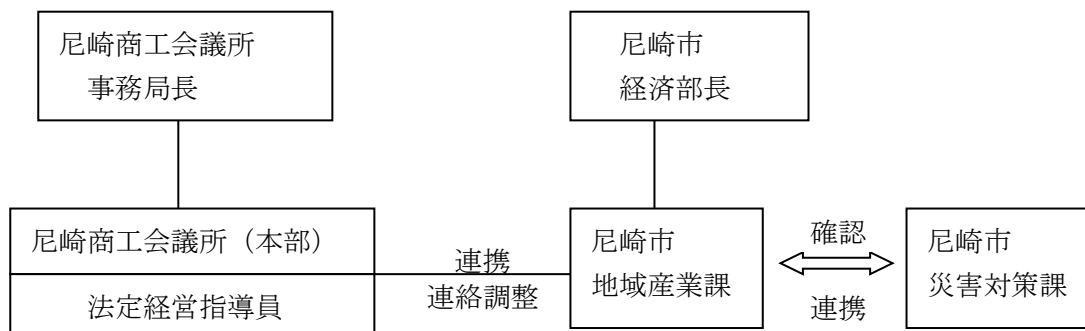 尼崎商工会議所
事務局長
尼崎市
経済部長
尼崎商工会議所（本部）
法定経営指導員
連携
連絡調整
尼崎市
地域産業課
確認
連携
尼崎市
災害対策課